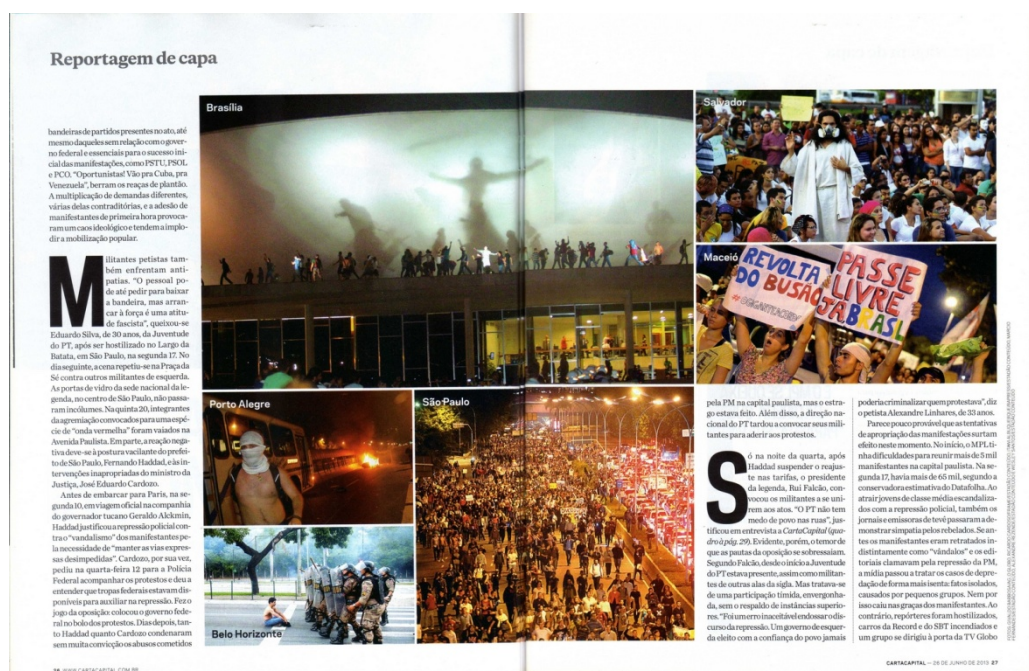 Reportagem de capa
bandeiras de partidos presentes no ato, até
mesmo daqueles sem relação com o gover-
no federal e essenciais para o sucesso ini-
cial das manifestações, como PSTU, PSOL
e PCO. “Oportunistas! Vão pra Cuba, pra
Venezuela”, berram os reaças de plantão.
A multiplicação de demandas diferentes,
várias delas contraditórias, e a adesão de
manifestantes de primeira hora provoca-
ram um caos ideológico e tendem a implo-
dir a mobilização popular.
Militantes petistas tam-
bém enfrentam anti-
patias. “O pessoal po-
de até pedir para baixar
a bandeira, mas arran-
car à força é uma atitu-
de fascista”, queixou-se
Eduardo Silva, de 30 anos, da Juventude
do PT, após ser hostilizado no Largo da
Batata, em São Paulo, na segunda 17. No
dia seguinte, a cena repetiu-se na Praça da
Sé contra outros militantes de esquerda.
As portas de vidro da sede nacional da le-
genda, no centro de São Paulo, não passa-
ram incólumes. Na quinta 20, integrantes
da agremiação convocados para uma espé-
cie de “onda vermelha” foram vaiados na
Avenida Paulista. Em parte, a reação nega-
tiva deve-se à postura vacilante do prefei-
to de São Paulo, Fernando Haddad, e às in-
tervenções inapropriadas do ministro da
Justiça, José Eduardo Cardozo.
Antes de embarcar para Paris, na se-
gunda 10, em viagem oficial na companhia
do governador tucano Geraldo Alckmin,
Haddad justificou a repressão policial con-
tra o “vandalismo” dos manifestantes pe-
la necessidade de “manter as vias expres-
sas desimpedidas”. Cardozo, por sua vez,
pediu na quarta-feira 12 para a Polícia
Federal acompanhar os protestos e deu a
entender que tropas federais estavam dis-
poníveis para auxiliar na repressão. Fez o
jogo da oposição: colocou o governo fede-
ral no bolo dos protestos. Dias depois, tan-
to Haddad quanto Cardozo condenaram
sem muita convicção os abusos cometidos
Brasília
Salvador
Maceió
REVOLTA
DO BUSÃO
PASSE
LIVRE
JÁ BRASIL
Porto Alegre
São Paulo
Belo Horizonte
pela PM na capital paulista, mas o estra-
go estava feito. Além disso, a direção na-
cional do PT tardou a convocar seus mili-
tantes para aderir aos protestos.
Só na noite da quarta, após
Haddad suspender o reajus-
te nas tarifas, o presidente
da legenda, Rui Falcão, con-
vocou os militantes a se uni-
rem aos atos. “O PT não tem
medo de povo nas ruas”, jus-
tificou em entrevista a CartaCapital (qua-
dro à pág. 29). Evidente, porém, o temor de
que as pautas da oposição se sobressaiam.
Segundo Falcão, desde o início a Juventude
do PT estava presente, assim como militan-
tes de outras alas da sigla. Mas tratava-se
de uma participação tímida, envergonha-
da, sem o respaldo de instâncias superio-
res. “Foi um erro inaceitável endossar o dis-
curso da repressão. Um governo de esquer-
da eleito com a confiança do povo jamais
poderia criminalizar quem protestava”, diz
o petista Alexandre Linhares, de 33 anos.
Parece pouco provável que as tentativas
de apropriação das manifestações surtam
efeito neste momento. No início, o MPL ti-
nha dificuldades para reunir mais de 5 mil
manifestantes na capital paulista. Na se-
gunda 17, havia mais de 65 mil, segundo a
conservadora estimativa do Datafolha. Ao
atrair jovens de classe média escandaliza-
dos com a repressão policial, também os
jornais e emissoras de tevê passaram a de-
monstrar simpatia pelos rebelados. Se an-
tes os manifestantes eram retratados in-
distintamente como “vândalos” e os edi-
toriais clamavam pela repressão da PM,
a mídia passou a tratar os casos de depre-
dação de forma mais isenta: fatos isolados,
causados por pequenos grupos. Nem por
isso caiu nas graças dos manifestantes. Ao
contrário, repórteres foram hostilizados,
carros da Record e do SBT incendiados e
um grupo se dirigiu à porta da TV Globo
WWW.CARTACAPITAL.COM.BR
CARTACAPITAL — 26 DE JUNHO DE 2013 27